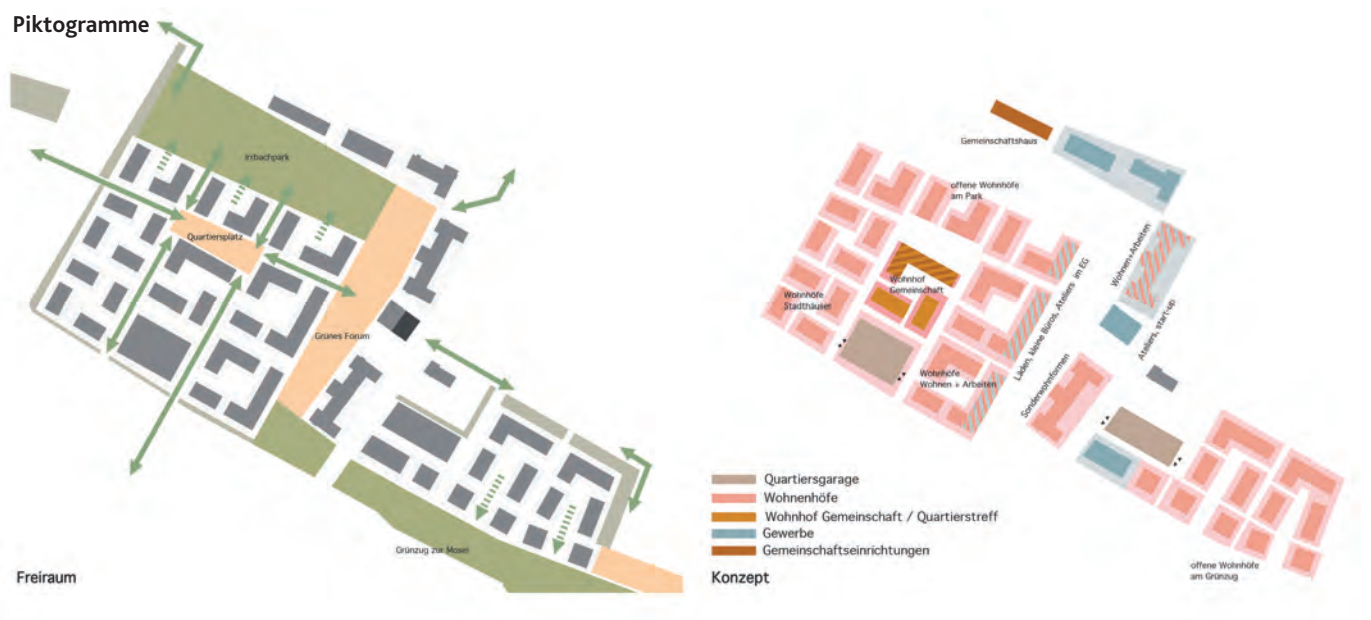 Piktogramme
Irrbachpark
Quartiersplatz
Grünes Forum
Grünzug zur Mosel
Freiraum
Gemeinschaftshaus
offene Wohnhöfe
am Park
Wohnen+Arbeiten
Wohnhof
Gemeinschaft
Wohnhöfe
Stadthäuser
Läden, kleine Büros, Ateliers im EG
Ateliers, start-up
Wohnhöfe
Wohnen + Arbeiten
Sonderwohnformen
Quartiersgarage
Wohnenhöfe
Wohnhof Gemeinschaft / Quartierstreff
Gewerbe
Gemeinschaftseinrichtungen
offene Wohnhöfe
am Grünzug
Konzept